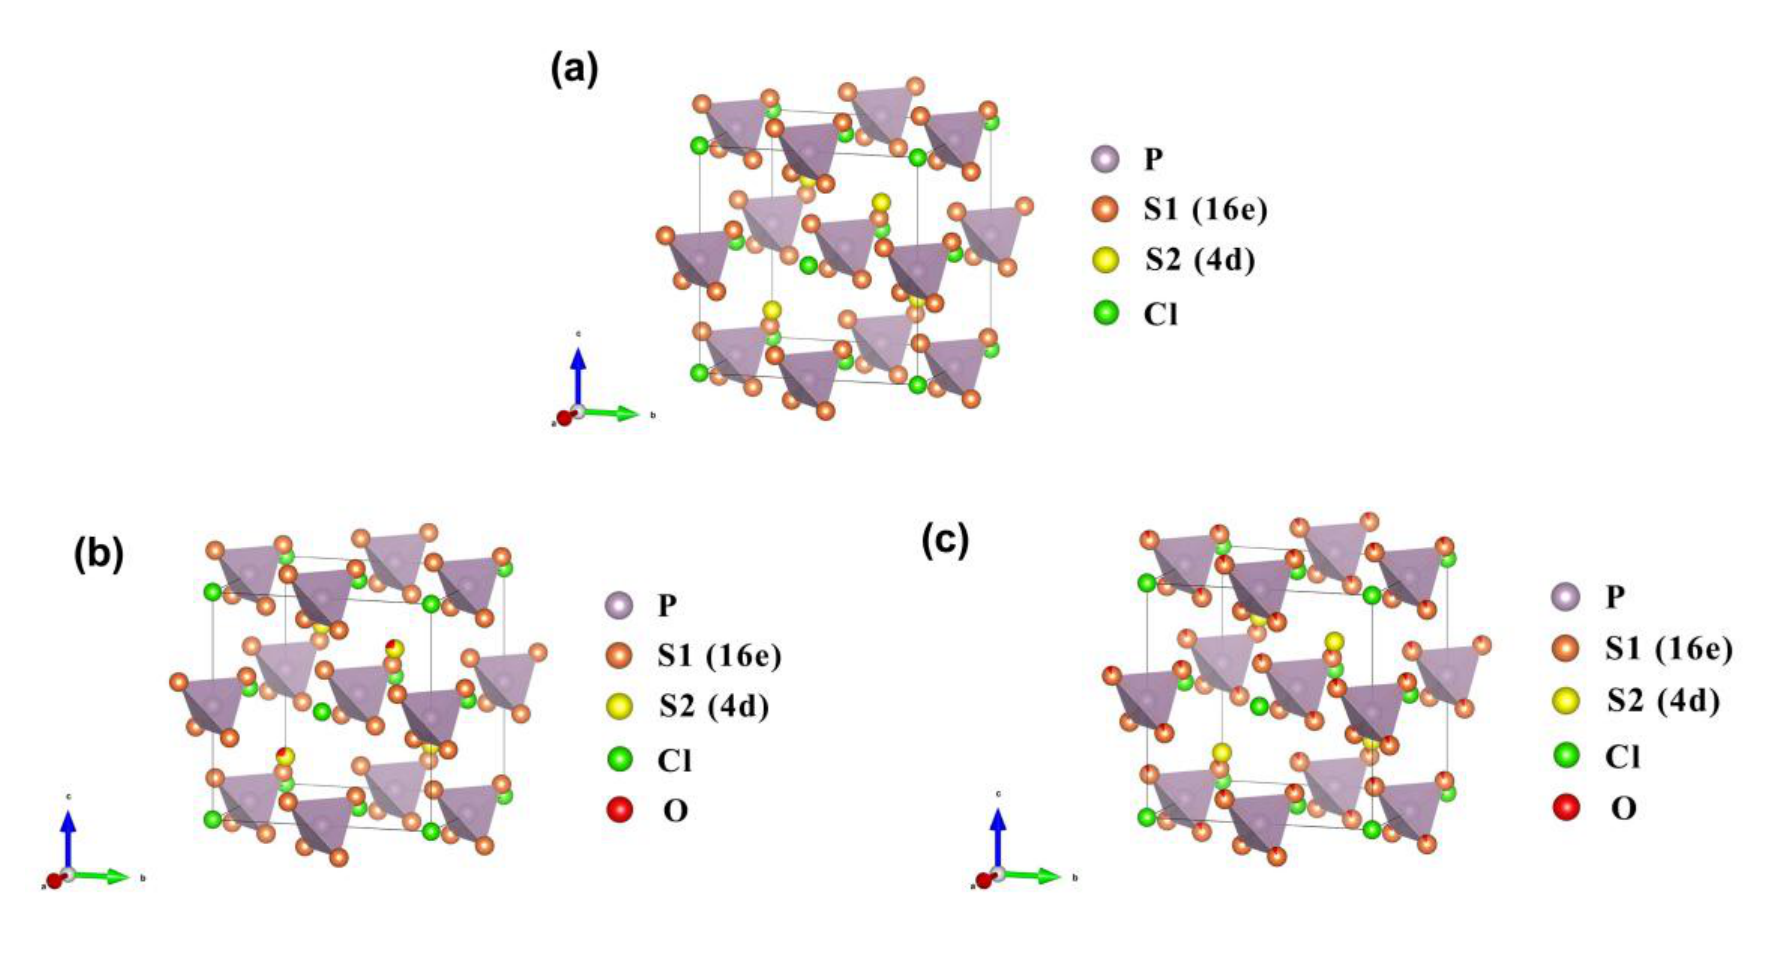 (a)
P
S1 (16e)
S2 (4d)
Cl
c
a
b
(b)
P
S1 (16e)
S2 (4d)
Cl
O
c
a
b
(c)
P
S1 (16e)
S2 (4d)
Cl
O
c
a
b